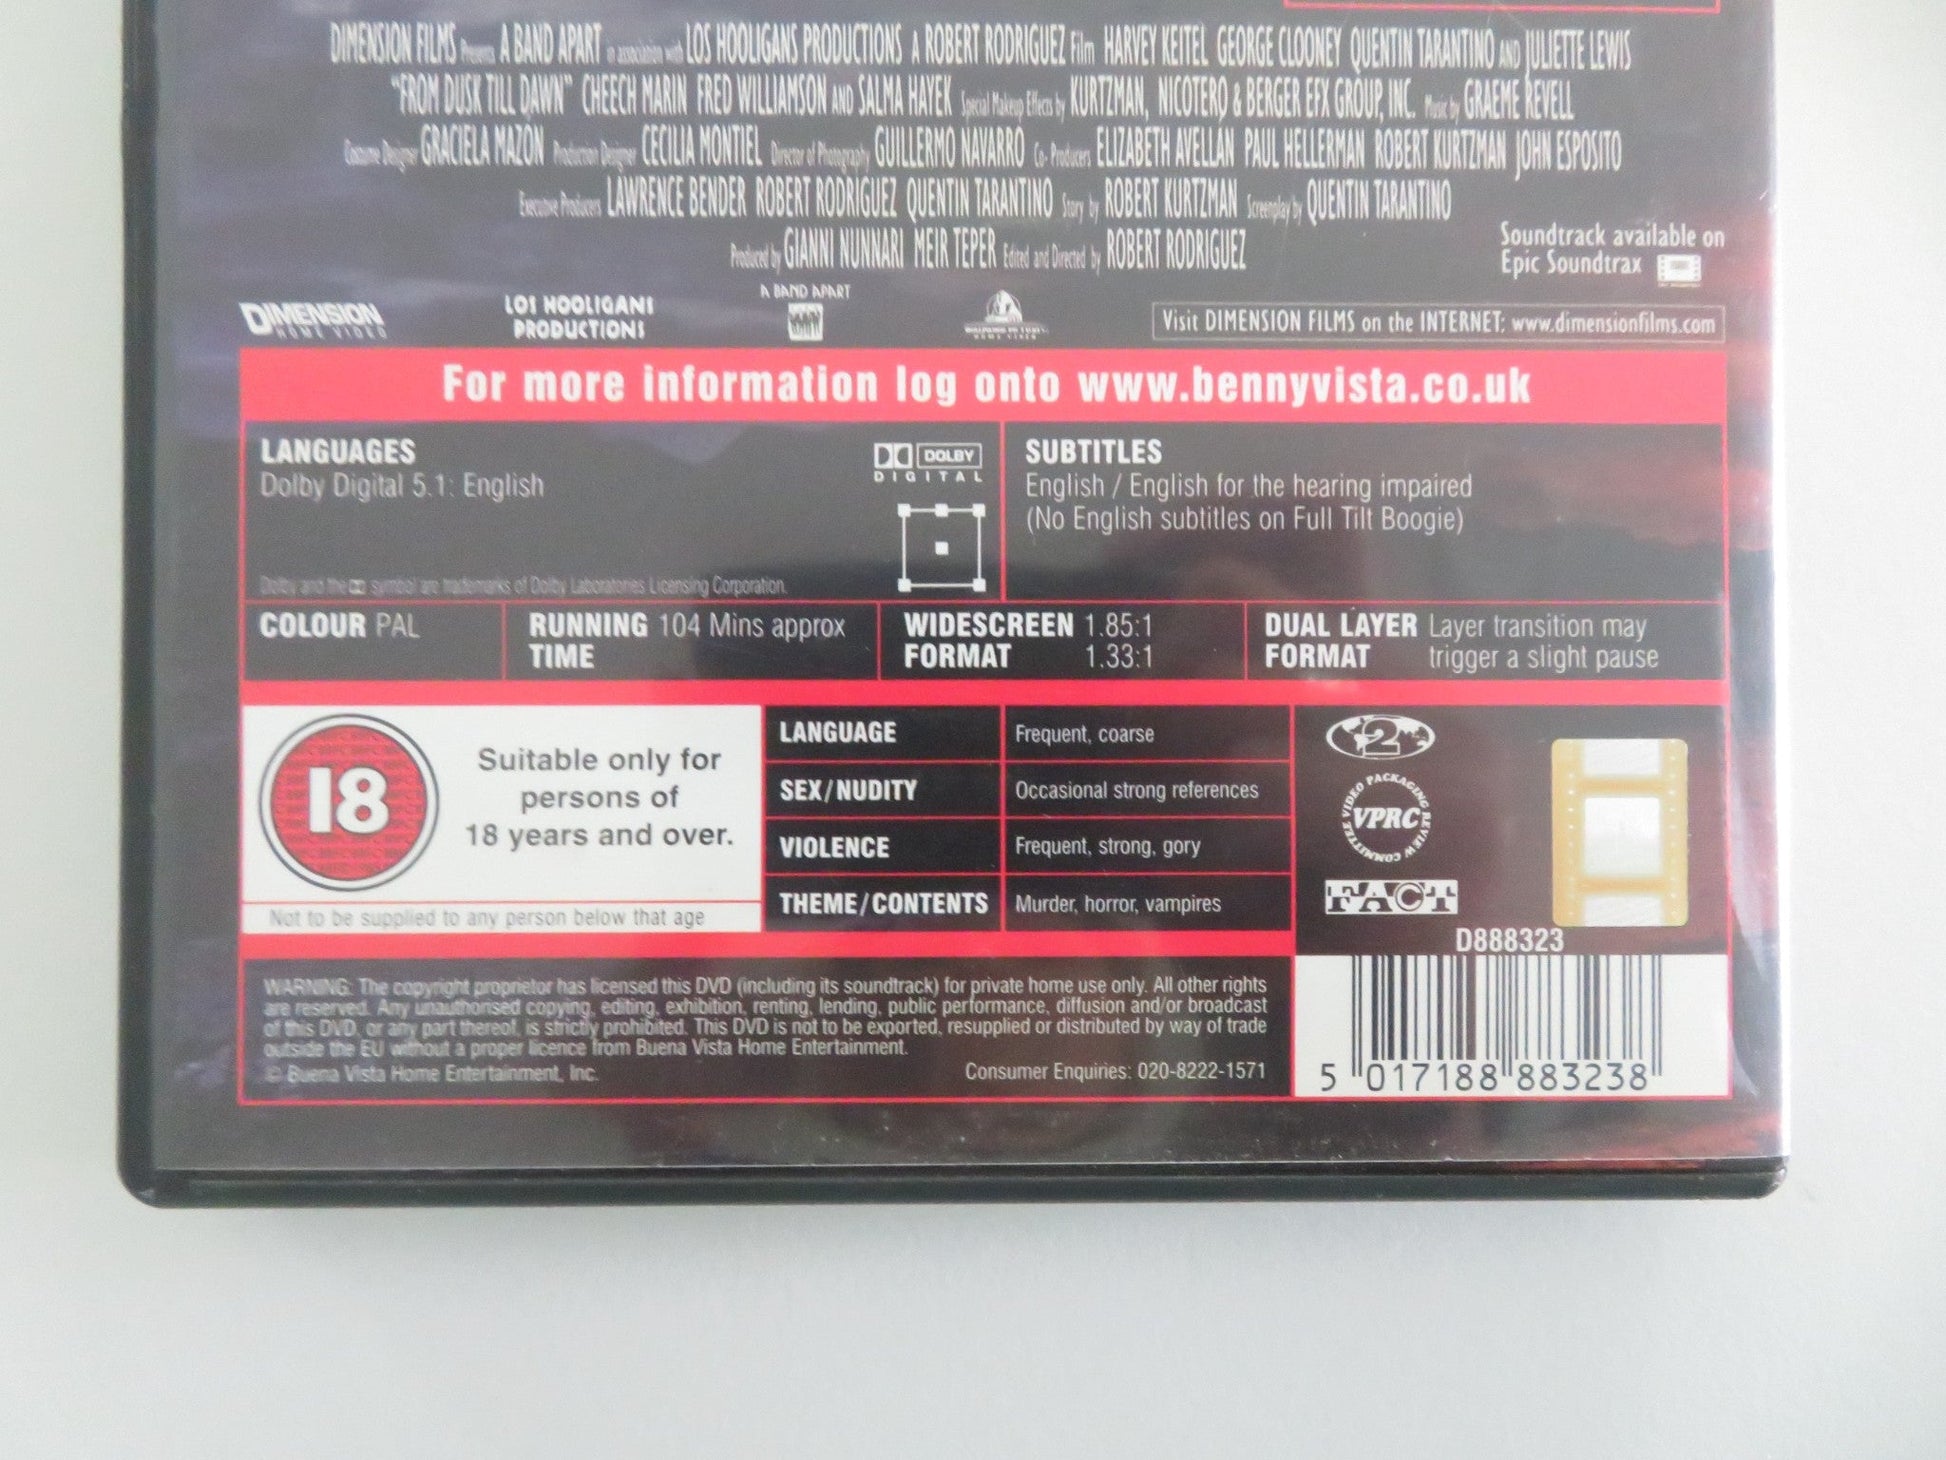 DIMENSION FILMS Presents A BAND APART in association with LOS HOOLIGANS PRODUCTIONS A ROBERT RODRIGUEZ Film HARVEY KEITEL GEORGE CLOONEY QUENTIN TARANTINO AND JULIETTE LEWIS
"FROM DUSK TILL DAWN" CHEECH MARIN FRED WILLIAMSON AND SALMA HAYEK Special Makeup Effects by KURTZMAN, NICOTERO & BERGER EFX GROUP, INC. Music by GRAEME REVELL
Costume Designer GRACIELA MAZON Production Designer CECILIA MONTIEL Director of Photography GUILLERMO NAVARRO Co-Producers ELIZABETH AVELLAN PAUL HELLERMAN ROBERT KURTZMAN JOHN ESPOSITO
Executive Producers LAWRENCE BENDER ROBERT RODRIGUEZ QUENTIN TARANTINO Story by ROBERT KURTZMAN Screenplay by QUENTIN TARANTINO
Produced by GIANNI NUNNARI MEIR TEPER Edited and Directed by ROBERT RODRIGUEZ
Soundtrack available on
Epic Soundtrax
DIMENSION
HOME VIDEO
LOS HOOLIGANS
PRODUCTIONS
A BAND APART
Visit DIMENSION FILMS on the INTERNET: www.dimensionfilms.com
For more information log onto www.bennyvista.co.uk
LANGUAGES
Dolby Digital 5.1: English
DOLBY
DIGITAL
Dolby and the symbol are trademarks of Dolby Laboratories Licensing Corporation.
SUBTITLES
English / English for the hearing impaired
(No English subtitles on Full Tilt Boogie)
COLOUR PAL
RUNNING TIME 104 Mins approx
WIDESCREEN FORMAT 1.85:1
1.33:1
DUAL LAYER FORMAT Layer transition may
trigger a slight pause
18
Suitable only for
persons of
18 years and over.
Not to be supplied to any person below that age
LANGUAGE Frequent, coarse
SEX/NUDITY Occasional strong references
VIOLENCE Frequent, strong, gory
THEME/CONTENTS Murder, horror, vampires
2
VIDEO PACKAGING REVIEW COMMITTEE
VPRC
FACT
D888323
WARNING: The copyright proprietor has licensed this DVD (including its soundtrack) for private home use only. All other rights
are reserved. Any unauthorised copying, editing, exhibition, renting, lending, public performance, diffusion and/or broadcast
of this DVD, or any part thereof, is strictly prohibited. This DVD is not to be exported, resupplied or distributed by way of trade
outside the EU without a proper licence from Buena Vista Home Entertainment.
© Buena Vista Home Entertainment, Inc.
Consumer Enquiries: 020-8222-1571
5 017188 883238